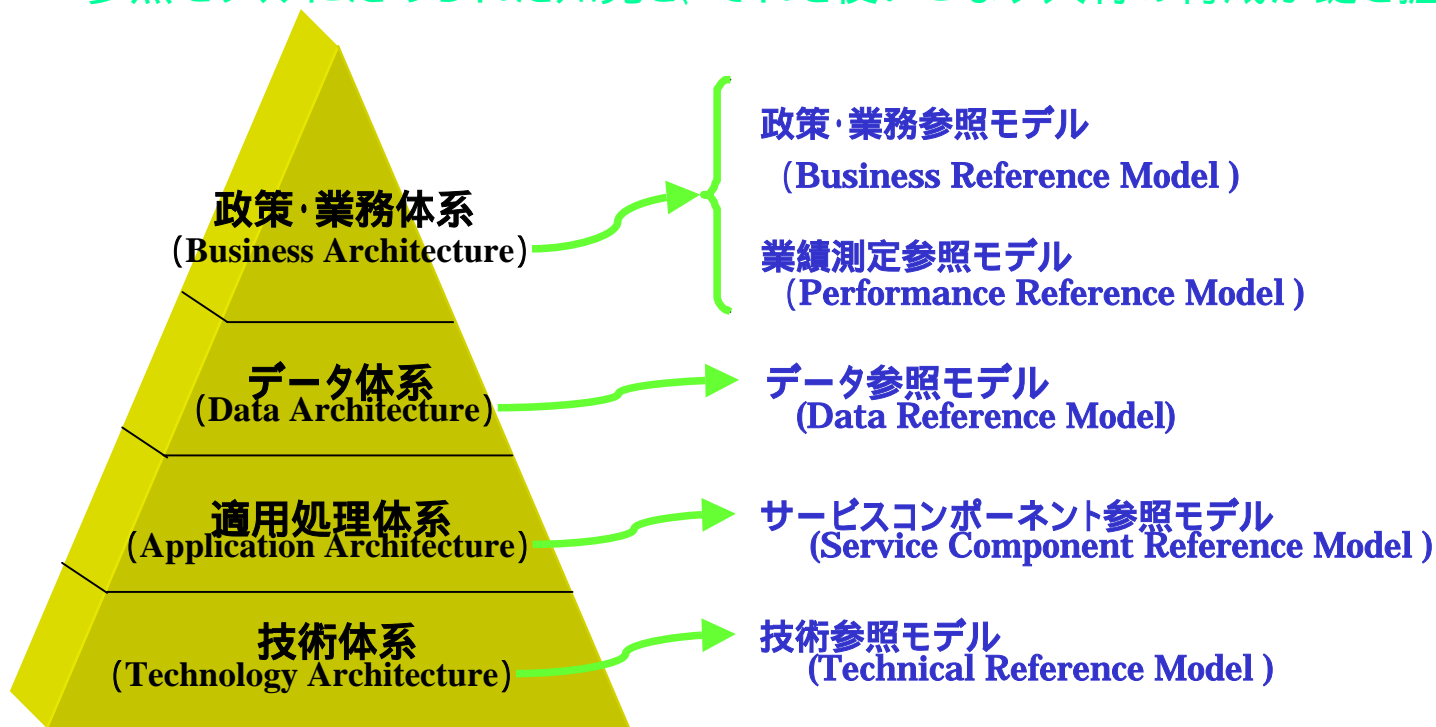 政策・業務体系
(Business Architecture)
データ体系
(Data Architecture)
適用処理体系
(Application Architecture)
技術体系
(Technology Architecture)
政策・業務参照モデル
(Business Reference Model )
業績測定参照モデル
(Performance Reference Model )
データ参照モデル
(Data Reference Model)
サービスコンポーネント参照モデル
(Service Component Reference Model )
技術参照モデル
(Technical Reference Model )